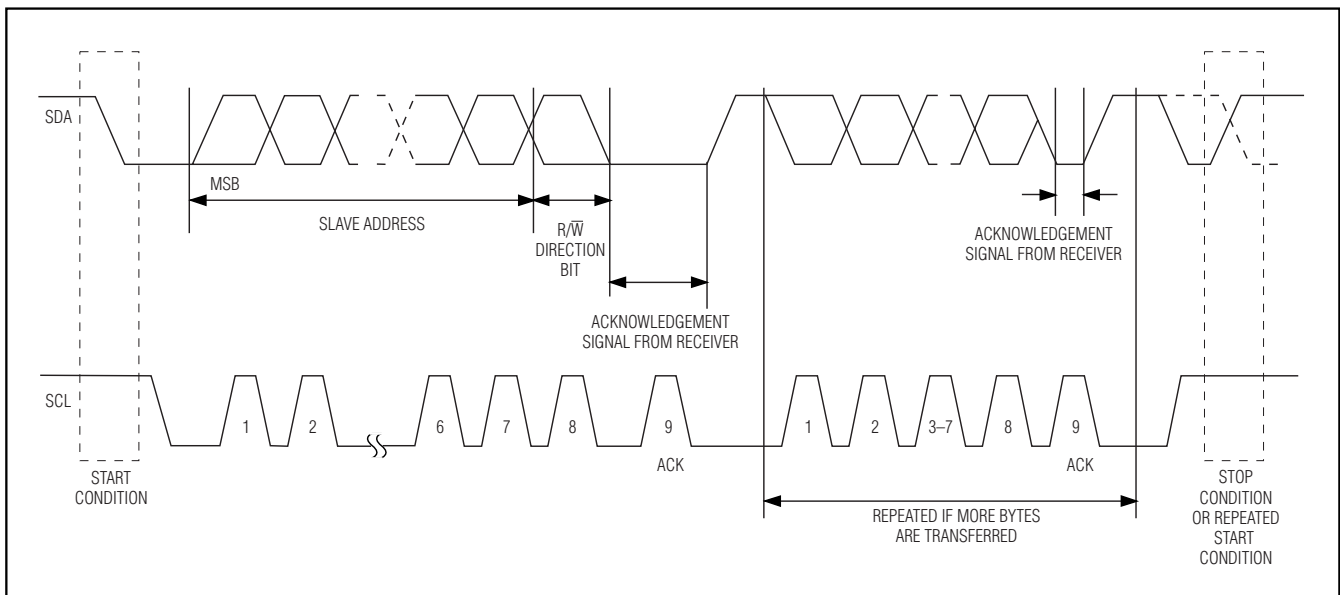 SDA
MSB
SLAVE ADDRESS
R/W̅
DIRECTION
BIT
ACKNOWLEDGEMENT
SIGNAL FROM RECEIVER
ACKNOWLEDGEMENT
SIGNAL FROM RECEIVER
SCL
1 2 6 7 8 9 1 2 3–7 8 9
ACK ACK
START
CONDITION
REPEATED IF MORE BYTES
ARE TRANSFERRED
STOP
CONDITION
OR REPEATED
START
CONDITION